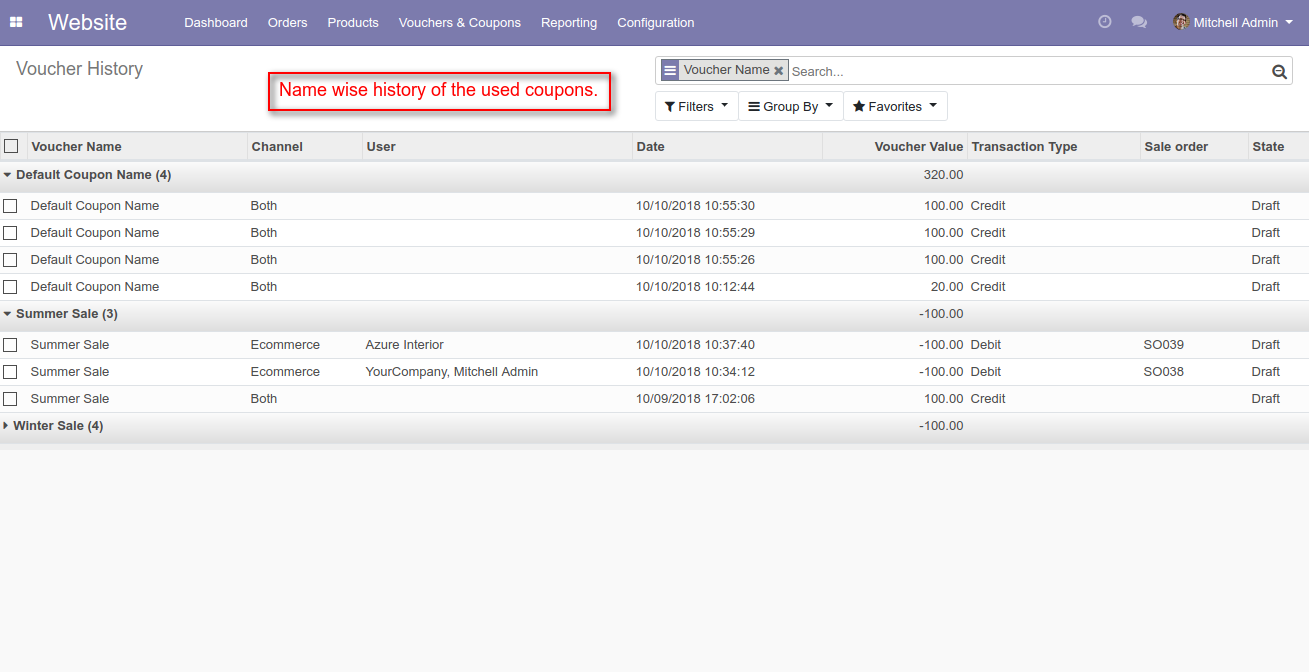 Website Dashboard Orders Products Vouchers & Coupons Reporting Configuration Mitchell Admin
Voucher History
Name wise history of the used coupons.
Voucher Name Search...
Filters Group By Favorites
Voucher Name Channel User Date Voucher Value Transaction Type Sale order State
Default Coupon Name (4) 320.00
Default Coupon Name Both 10/10/2018 10:55:30 100.00 Credit Draft
Default Coupon Name Both 10/10/2018 10:55:29 100.00 Credit Draft
Default Coupon Name Both 10/10/2018 10:55:26 100.00 Credit Draft
Default Coupon Name Both 10/10/2018 10:12:44 20.00 Credit Draft
Summer Sale (3) -100.00
Summer Sale Ecommerce Azure Interior 10/10/2018 10:37:40 -100.00 Debit SO039 Draft
Summer Sale Ecommerce YourCompany, Mitchell Admin 10/10/2018 10:34:12 -100.00 Debit SO038 Draft
Summer Sale Both 10/09/2018 17:02:06 100.00 Credit Draft
Winter Sale (4) -100.00